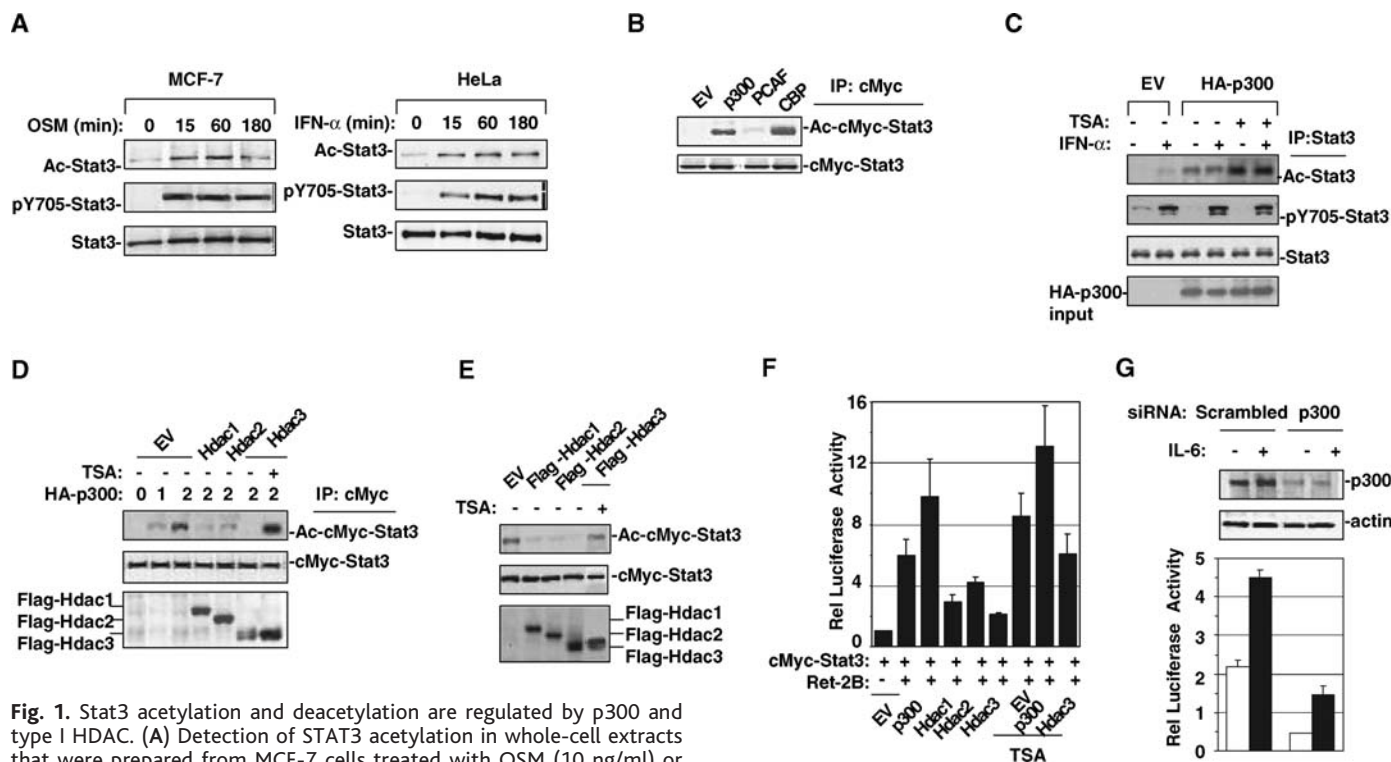 A
MCF-7
OSM (min): 0 15 60 180
Ac-Stat3-
pY705-Stat3-
Stat3-
HeLa
IFN-α (min): 0 15 60 180
Ac-Stat3-
pY705-Stat3-
Stat3-
B
EV p300 PCAF CBP IP: cMyc
-Ac-cMyc-Stat3
-cMyc-Stat3
C
EV HA-p300
TSA: - - - - + +
IFN-α: - + - + - + IP:Stat3
-Ac-Stat3
-pY705-Stat3
-Stat3
HA-p300-
input
D
EV Hdac1 Hdac2 Hdac3
TSA: - - - - - - +
HA-p300: 0 1 2 2 2 2 2 IP: cMyc
-Ac-cMyc-Stat3
-cMyc-Stat3
Flag-Hdac1
Flag-Hdac2
Flag-Hdac3
E
EV Flag-Hdac1 Flag-Hdac2 Flag-Hdac3
TSA: - - - - +
-Ac-cMyc-Stat3
-cMyc-Stat3
Flag-Hdac1
Flag-Hdac2
Flag-Hdac3
F
Rel Luciferase Activity
16
12
8
4
0
cMyc-Stat3: + + + + + + + + +
Ret-2B: - + + + + + + + +
EV p300 Hdac1 Hdac2 Hdac3 EV p300 Hdac3
TSA
G
siRNA: Scrambled p300
IL-6: - + - +
-p300
-actin
Rel Luciferase Activity
5
4
3
2
1
0
Fig. 1. Stat3 acetylation and deacetylation are regulated by p300 and
type I HDAC. (A) Detection of STAT3 acetylation in whole-cell extracts
that were prepared from MCF-7 cells treated with OSM (10 ng/ml) or